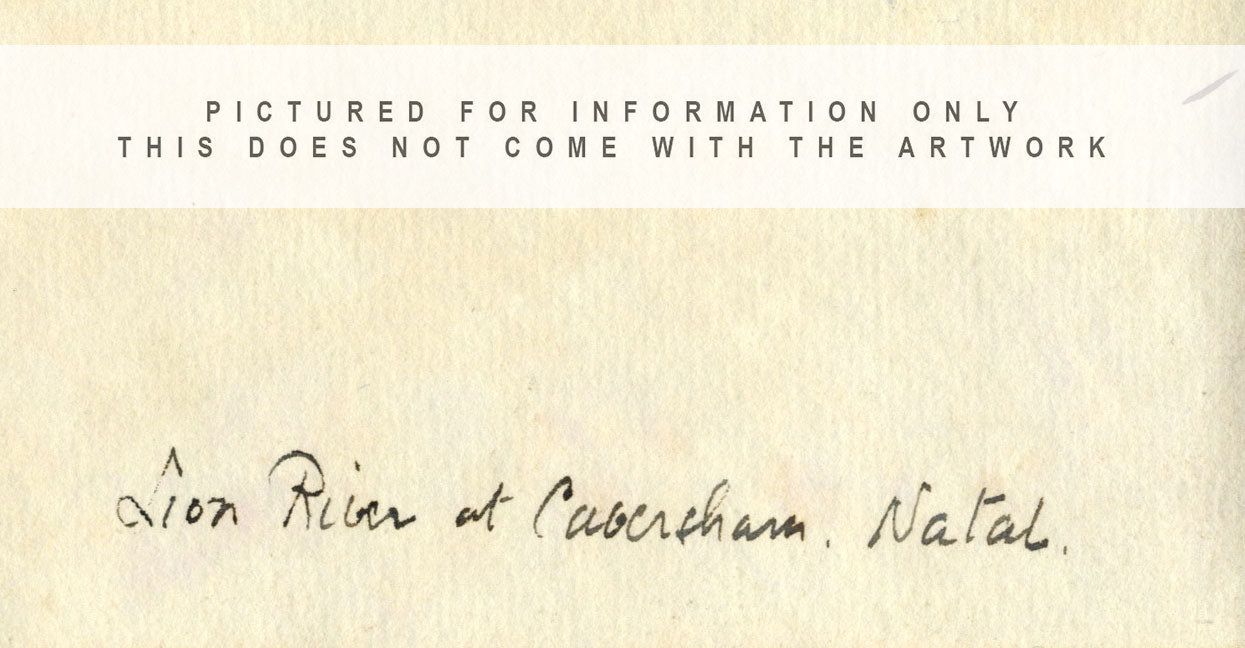 PICTURED FOR INFORMATION ONLY
THIS DOES NOT COME WITH THE ARTWORK
Lion River at Caversham. Natal.